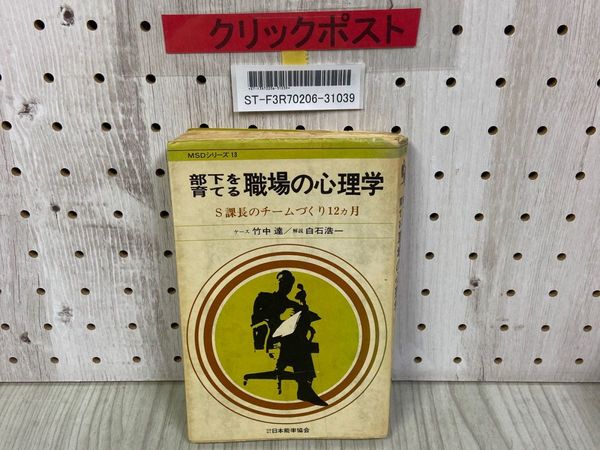 クリックポスト
ST-F3R70206-31039
MSDシリーズ 13
部下を育てる 職場の心理学
S課長のチームづくり12ヵ月
ケース 竹中 達／解説 白石浩一
日本能率協会